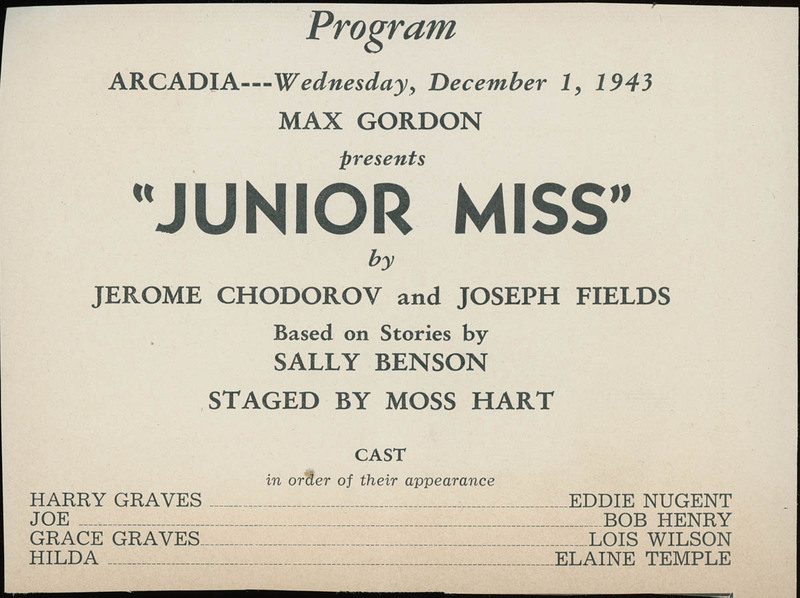 Program
ARCADIA---Wednesday, December 1, 1943
MAX GORDON
presents
"JUNIOR MISS"
by
JEROME CHODOROV and JOSEPH FIELDS
Based on Stories by
SALLY BENSON
STAGED BY MOSS HART
CAST
in order of their appearance
HARRY GRAVES EDDIE NUGENT
JOE BOB HENRY
GRACE GRAVES LOIS WILSON
HILDA ELAINE TEMPLE